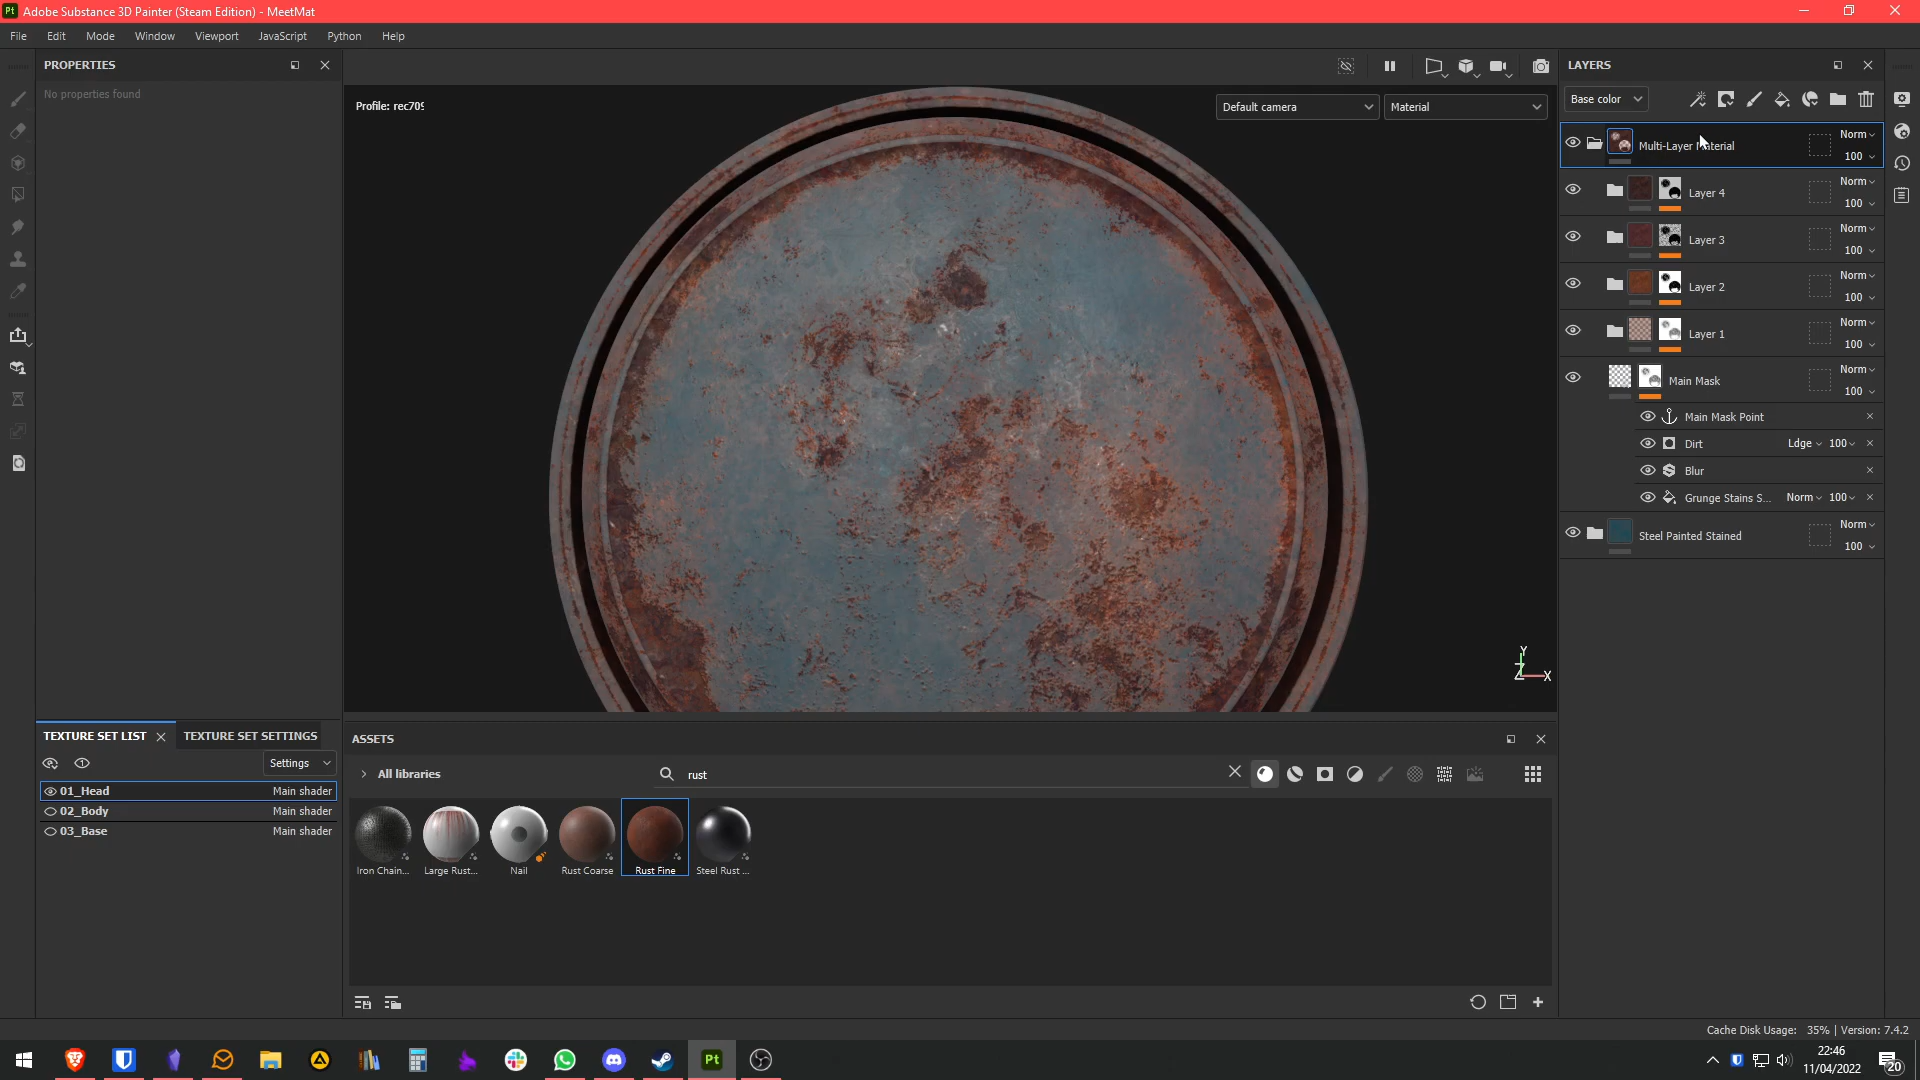 Pt
Adobe Substance 3D Painter (Steam Edition) - MeetMat
File
Edit
Mode
Window
Viewport
JavaScript
Python
Help
PROPERTIES
No properties found
Profile: rec709
Default camera
Material
Y
Z
X
LAYERS
Base color
Multi-Layer Material
Norm
100
Layer 4
Norm
100
Layer 3
Norm
100
Layer 2
Norm
100
Layer 1
Norm
100
Main Mask
Norm
100
Main Mask Point
Dirt
Ldge
100
Blur
Grunge Stains S...
Norm
100
Steel Painted Stained
Norm
100
TEXTURE SET LIST
TEXTURE SET SETTINGS
Settings
01_Head
Main shader
02_Body
Main shader
03_Base
Main shader
ASSETS
All libraries
rust
Iron Chain...
Large Rust...
Nail
Rust Coarse
Rust Fine
Steel Rust ...
Cache Disk Usage: 35% | Version: 7.4.2
Pt
22:46
11/04/2022
20